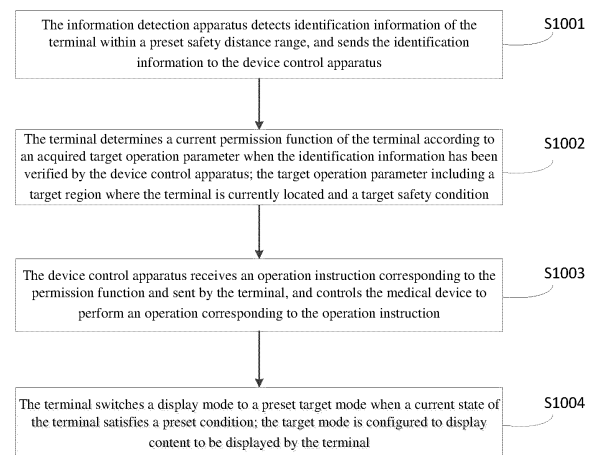 The information detection apparatus detects identification information of the
terminal within a preset safety distance range, and sends the identification
information to the device control apparatus
S1001
The terminal determines a current permission function of the terminal according to
an acquired target operation parameter when the identification information has been
verified by the device control apparatus; the target operation parameter including a
target region where the terminal is currently located and a target safety condition
S1002
The device control apparatus receives an operation instruction corresponding to the
permission function and sent by the terminal, and controls the medical device to
perform an operation corresponding to the operation instruction
S1003
The terminal switches a display mode to a preset target mode when a current state of
the terminal satisfies a preset condition; the target mode is configured to display
content to be displayed by the terminal
S1004